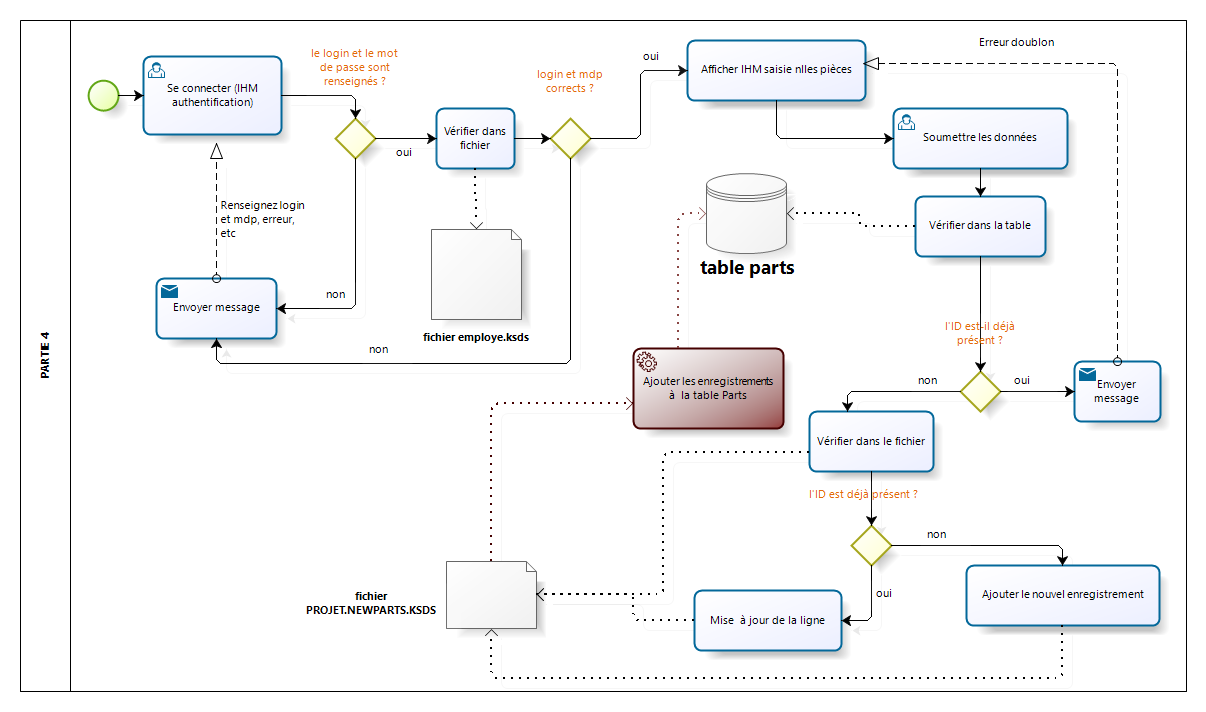 PARTIE 4
Se connecter (IHM
authentification)
le login et le mot
de passe sont
renseignés ?
oui
Vérifier dans
fichier
login et mdp
corrects ?
oui
Afficher IHM saisie nlles pièces
Erreur doublon
Soumettre les données
Vérifier dans la table
table parts
Renseignez login
et mdp, erreur,
etc
Envoyer message
non
non
fichier employe.ksds
l'ID est-il déjà
présent ?
non
oui
Envoyer
message
Ajouter les enregistrements
à la table Parts
Vérifier dans le fichier
l'ID est déjà présent ?
non
oui
Ajouter le nouvel enregistrement
Mise à jour de la ligne
fichier
PROJET.NEWPARTS.KSDS